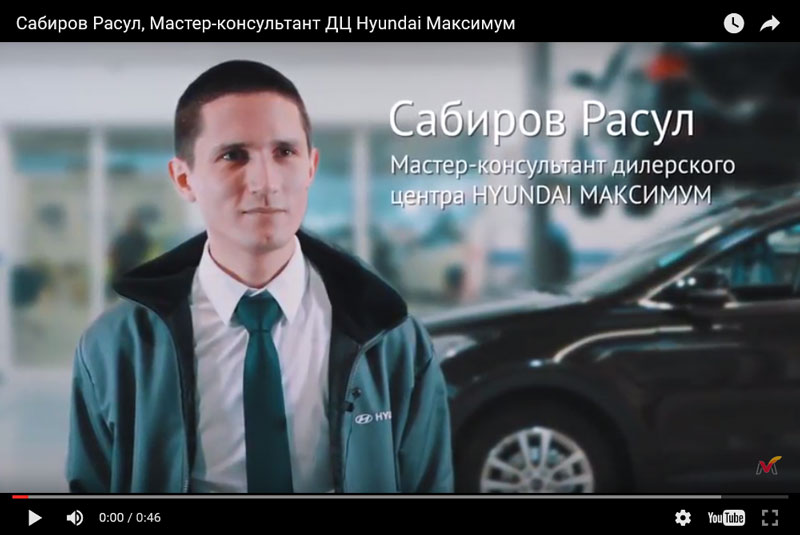 Сабиров Расул, Мастер-консультант ДЦ Hyundai Максимум
Сабиров Расул
Мастер-консультант дилерского
центра HYUNDAI МАКСИМУМ
HYU
0:00 / 0:46
YouTube